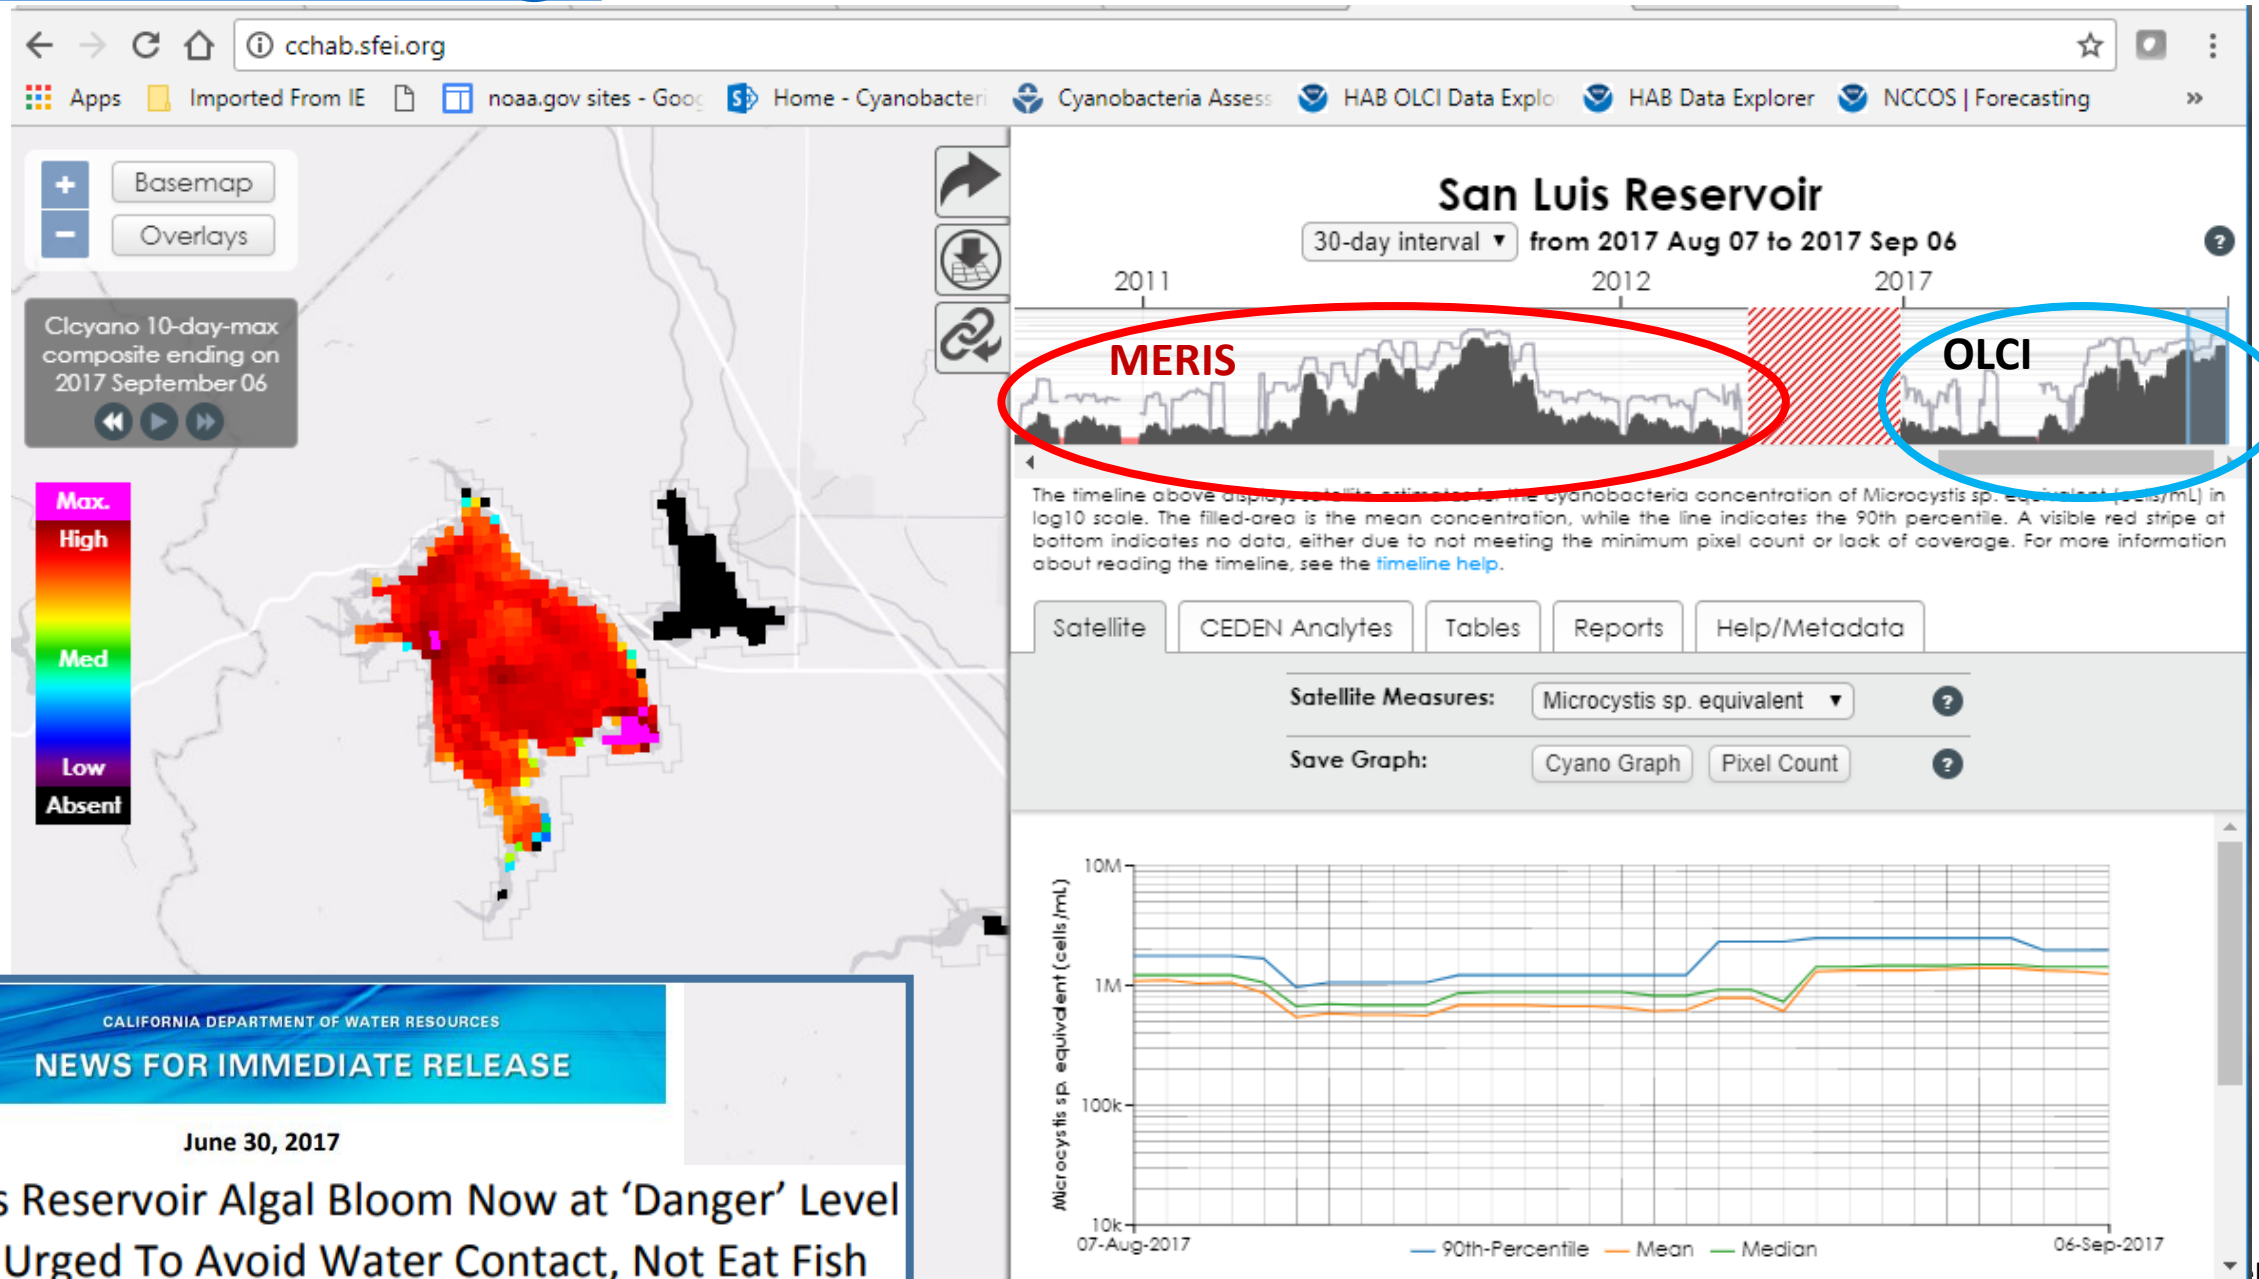 cchab.sfei.org
Apps Imported From IE noaa.gov sites - Goog Home - Cyanobacteri Cyanobacteria Assess HAB OLCI Data Explo HAB Data Explorer NCCOS | Forecasting »
+ Basemap
− Overlays
CIcyano 10-day-max
composite ending on
2017 September 06
Max.
High
Med
Low
Absent
San Luis Reservoir
30-day interval from 2017 Aug 07 to 2017 Sep 06
2011 2012 2017
MERIS OLCI
The timeline above displays satellite estimates for the cyanobacteria concentration of Microcystis sp. equivalent (cells/mL) in
log10 scale. The filled-area is the mean concentration, while the line indicates the 90th percentile. A visible red stripe at
bottom indicates no data, either due to not meeting the minimum pixel count or lack of coverage. For more information
about reading the timeline, see the timeline help.
Satellite CEDEN Analytes Tables Reports Help/Metadata
Satellite Measures: Microcystis sp. equivalent ?
Save Graph: Cyano Graph Pixel Count ?
Microcystis sp. equivalent (cells/mL)
10M
1M
100k
10k
07-Aug-2017 06-Sep-2017
90th-Percentile Mean Median
CALIFORNIA DEPARTMENT OF WATER RESOURCES
NEWS FOR IMMEDIATE RELEASE
June 30, 2017
s Reservoir Algal Bloom Now at ‘Danger’ Level
Urged To Avoid Water Contact, Not Eat Fish